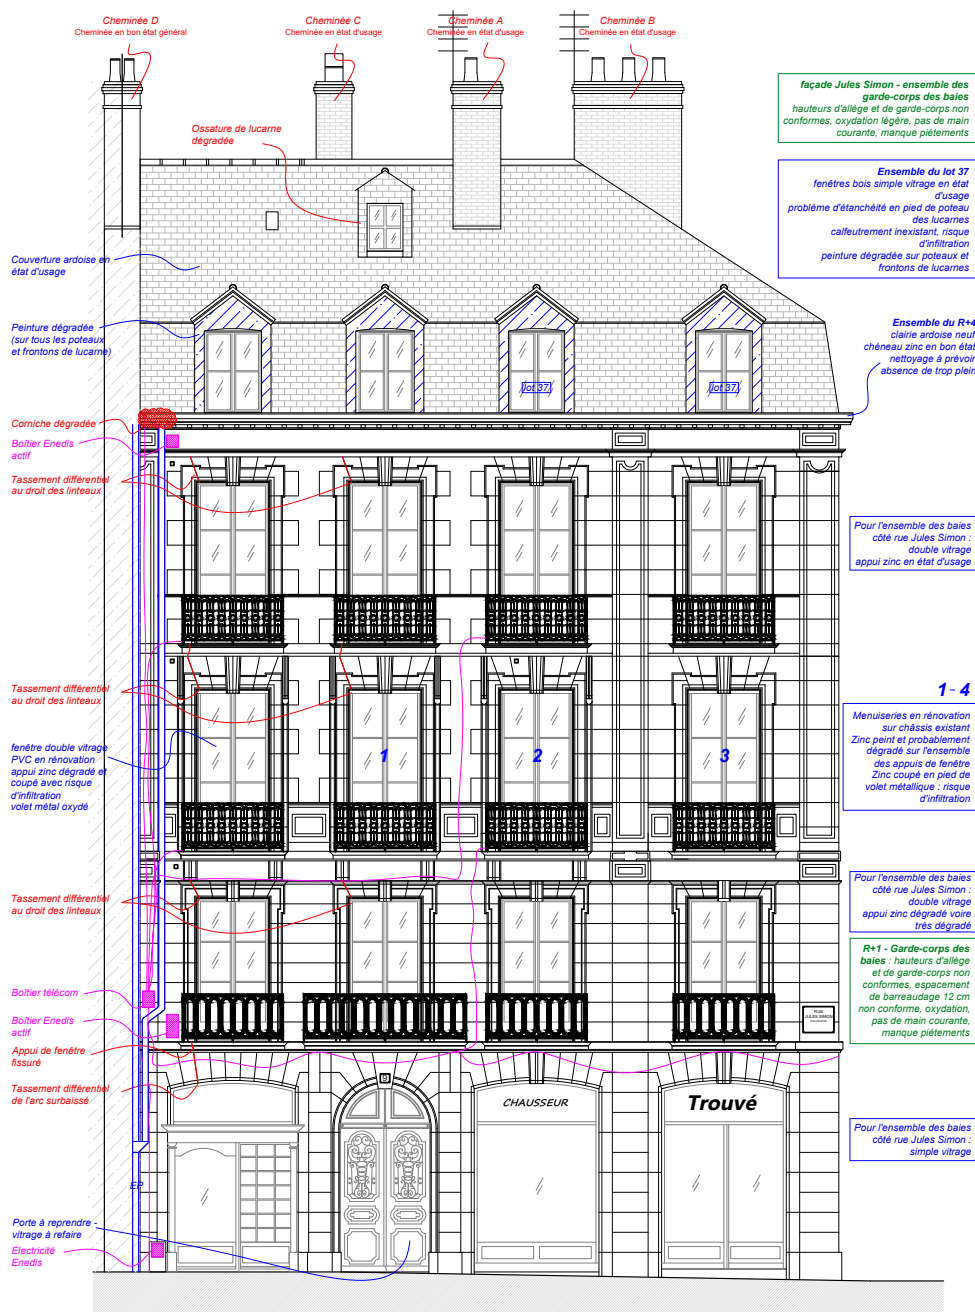 Cheminée D
Cheminée en bon état général
Cheminée C
Cheminée en état d'usage
Cheminée A
Cheminée en état d'usage
Cheminée B
Cheminée en état d'usage
façade Jules Simon - ensemble des
garde-corps des baies
hauteurs d'allège et de garde-corps non
conformes, oxydation légère, pas de main
courante, manque piètements
Ossature de lucarne
dégradée
Ensemble du lot 37
fenêtres bois simple vitrage en état
d'usage
problème d'étanchéité en pied de poteau
des lucarnes
calfeutrement inexistant, risque
d'infiltration
peinture dégradée sur poteaux et
frontons de lucarnes
Couverture ardoise en
état d'usage
Peinture dégradée
(sur tous les poteaux
et frontons de lucarne)
Ensemble du R+4
clairie ardoise neuf
chéneau zinc en bon état
nettoyage à prévoir
absence de trop plein
lot 37
lot 37
Corniche dégradée
Boîtier Enedis
actif
Tassement différentiel
au droit des linteaux
Pour l'ensemble des baies
côté rue Jules Simon :
double vitrage
appui zinc en état d'usage
Tassement différentiel
au droit des linteaux
1- 4
Menuiseries en rénovation
sur châssis existant
Zinc peint et probablement
dégradé sur l'ensemble
des appuis de fenêtre
Zinc coupé en pied de
volet métallique : risque
d'infiltration
fenêtre double vitrage
PVC en rénovation
appui zinc dégradé et
coupé avec risque
d'infiltration
volet métal oxydé
1
2
3
Tassement différentiel
au droit des linteaux
Pour l'ensemble des baies
côté rue Jules Simon :
double vitrage
appui zinc dégradé voire
très dégradé
R+1 - Garde-corps des
baies : hauteurs d'allège
et de garde-corps non
conformes, espacement
de barreaudage 12 cm
non conforme, oxydation,
pas de main courante,
manque piètements
Boîtier télécom
Boîtier Enedis
actif
RUE
JULES SIMON
Appui de fenêtre
fissuré
Tassement différentiel
de l'arc surbaissé
9
CHAUSSEUR
Trouvé
Pour l'ensemble des baies
côté rue Jules Simon :
simple vitrage
EP
Porte à reprendre -
vitrage à refaire
Electricité
Enedis